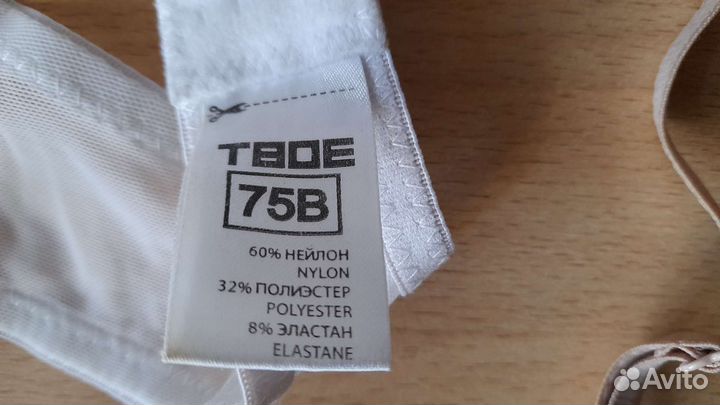 ТВОЕ
75B
60% НЕЙЛОН
NYLON
32% ПОЛИЭСТЕР
POLYESTER
8% ЭЛАСТАН
ELASTANE
Avito